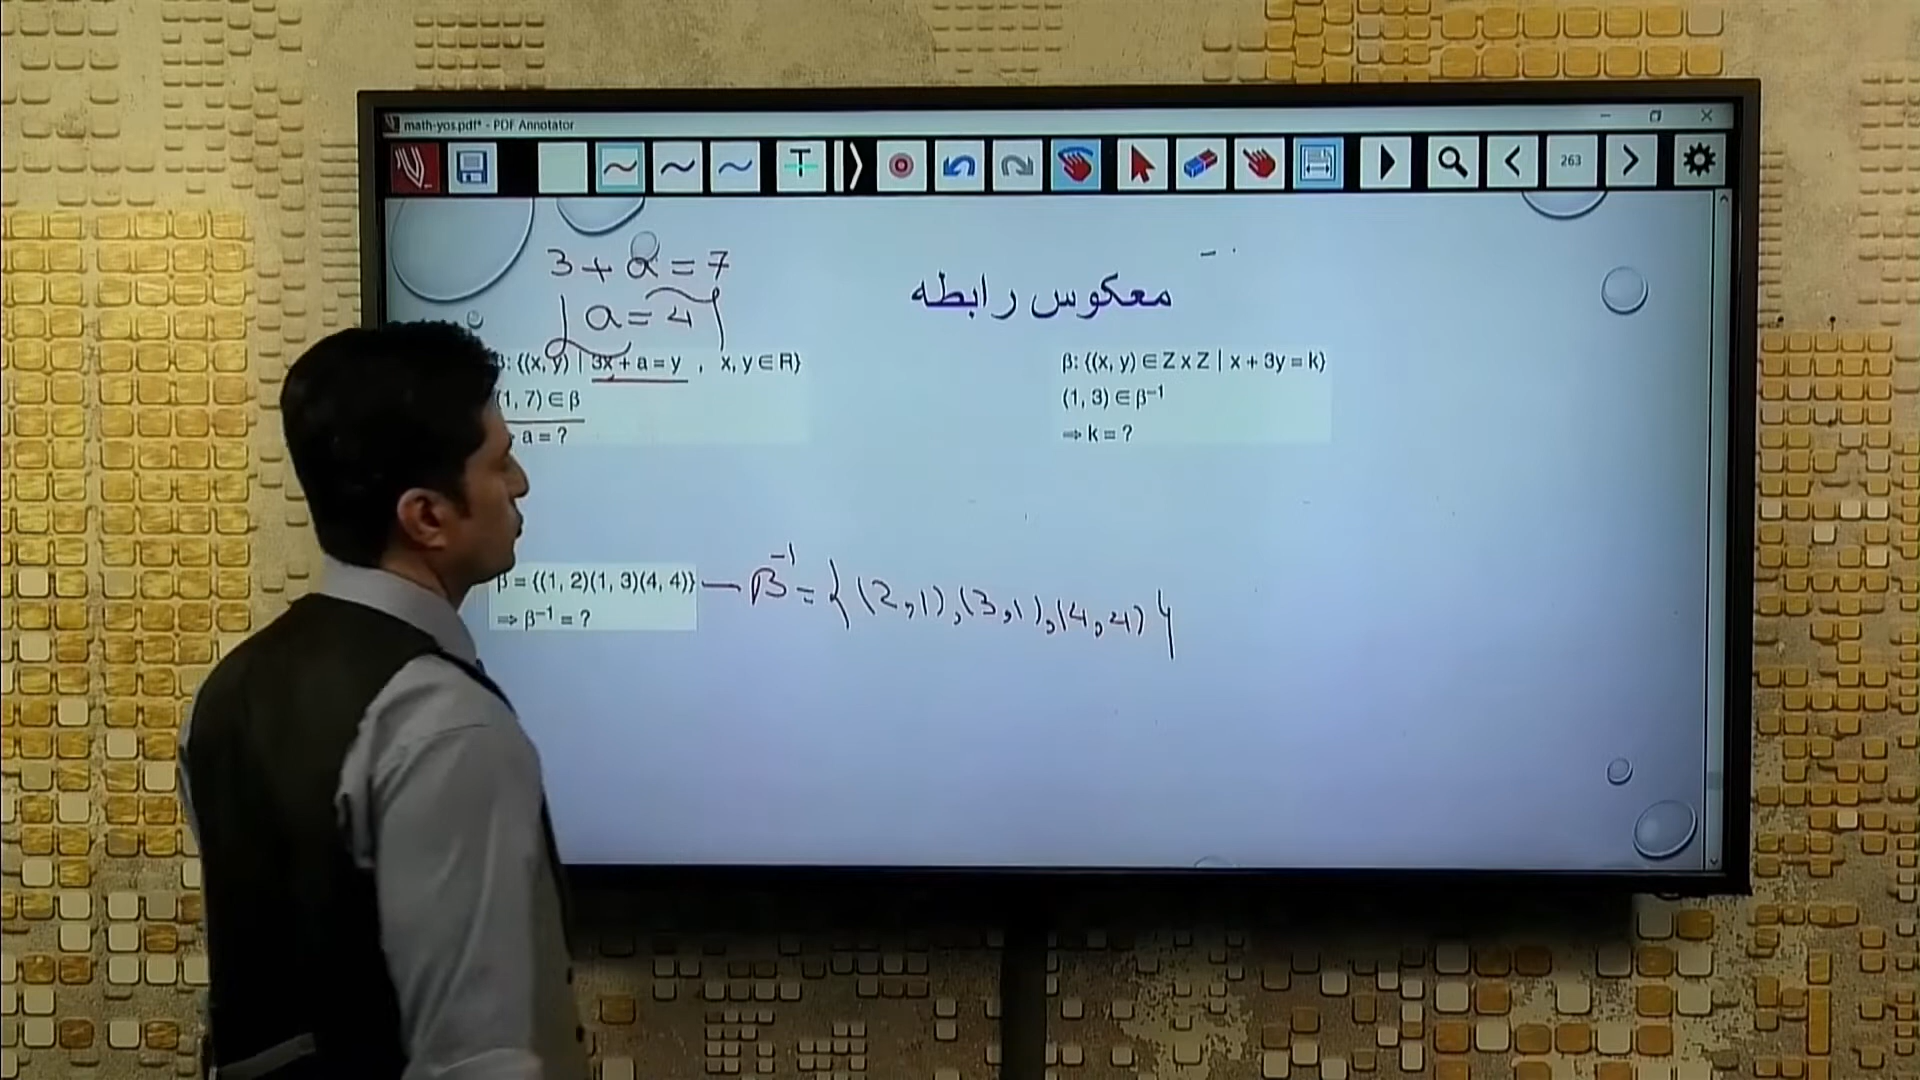 math-yos.pdf* - PDF Annotator
263
معکوس رابطه
3 + a = 7
a = 4
β: {(x, y) | 3x + a = y , x, y ∈ R}
(1, 7) ∈ β
a = ?
β: {(x, y) ∈ Z x Z | x + 3y = k}
(1, 3) ∈ β⁻¹
⇒ k = ?
β = {(1, 2)(1, 3)(4, 4)}
⇒ β⁻¹ = ?
β⁻¹ = {(2,1),(3,1),(4,4)}